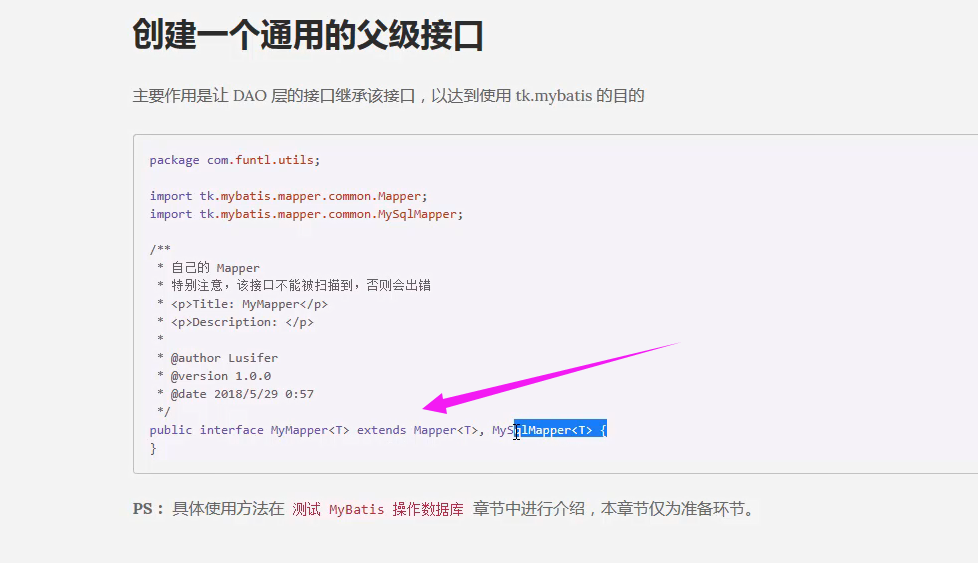 创建一个通用的父级接口
主要作用是让 DAO 层的接口继承该接口，以达到使用 tk.mybatis 的目的
package com.funtl.utils;
import tk.mybatis.mapper.common.Mapper;
import tk.mybatis.mapper.common.MySqlMapper;
/**
 * 自己的 Mapper
 * 特别注意，该接口不能被扫描到，否则会出错
 * <p>Title: MyMapper</p>
 * <p>Description: </p>
 *
 * @author Lusifer
 * @version 1.0.0
 * @date 2018/5/29 0:57
 */
public interface MyMapper<T> extends Mapper<T>, MySqlMapper<T> {
}
PS：具体使用方法在 测试 MyBatis 操作数据库 章节中进行介绍，本章节仅为准备环节。